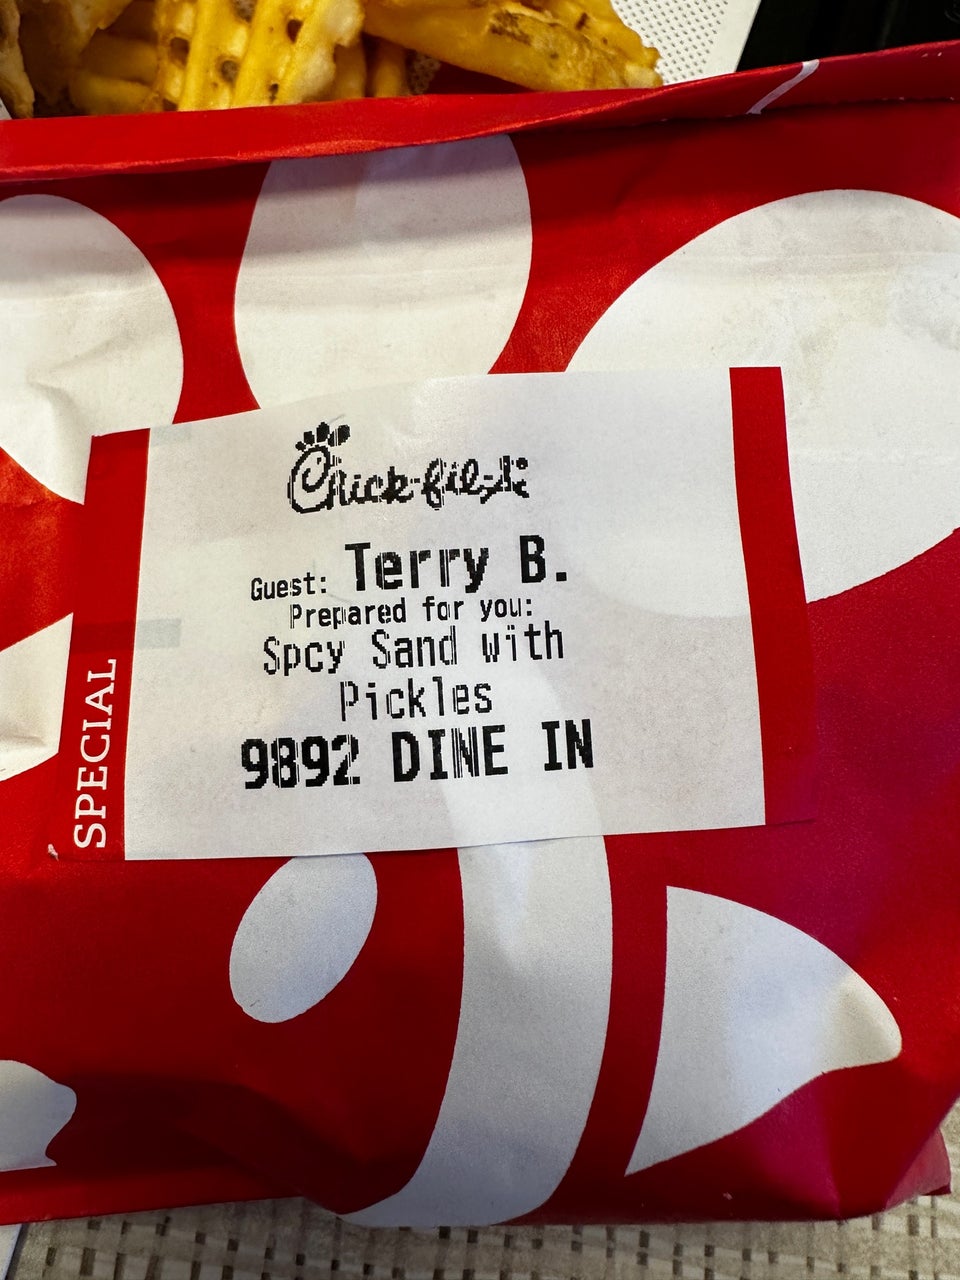 Chick-fil-A
Guest: Terry B.
Prepared for you:
Spcy Sand with
Pickles
9892 DINE IN
SPECIAL